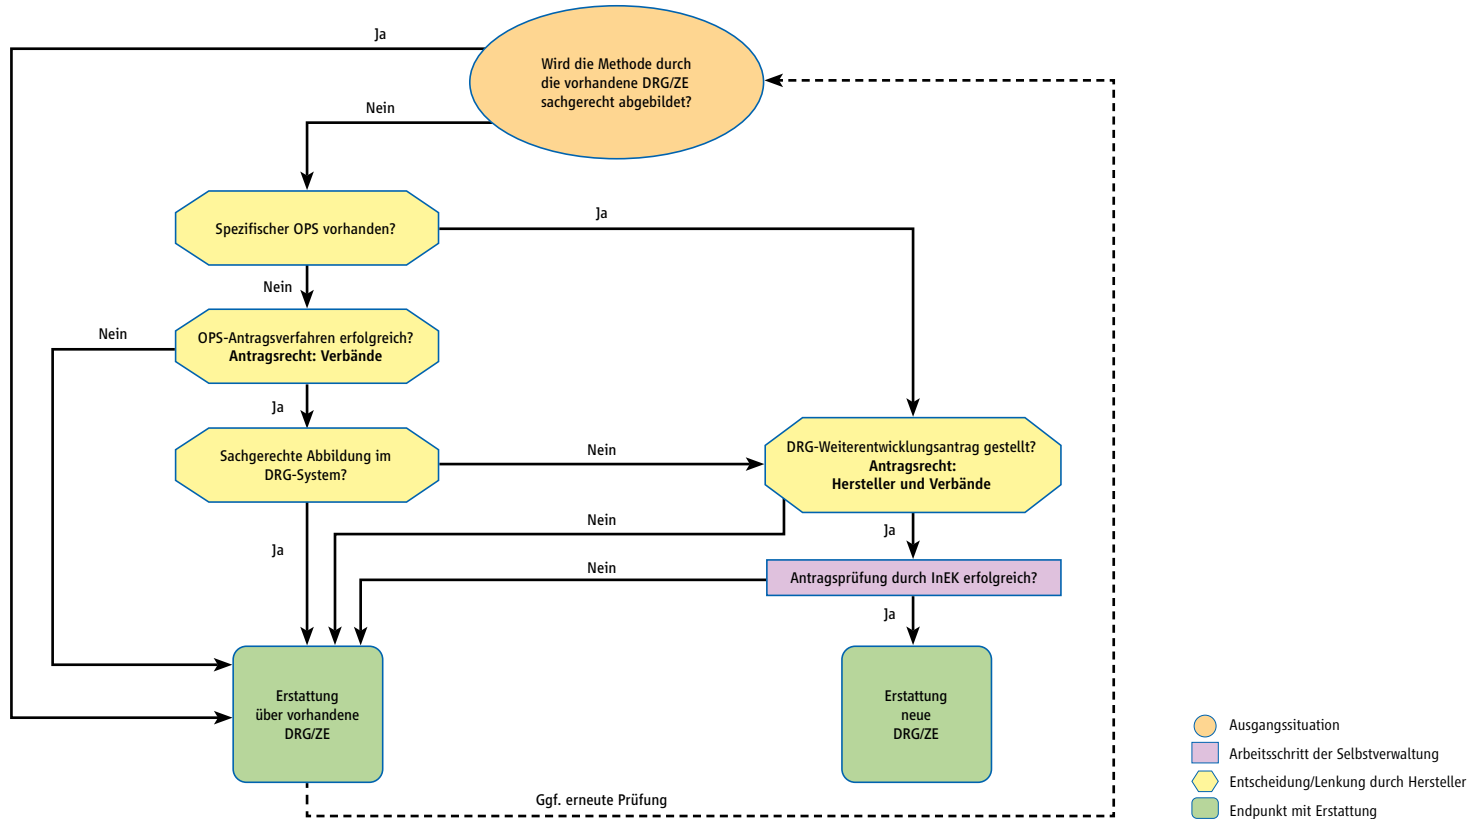 Ja
Wird die Methode durch
die vorhandene DRG/ZE
sachgerecht abgebildet?
Nein
Spezifischer OPS vorhanden?
Ja
Nein
OPS-Antragsverfahren erfolgreich?
Antragsrecht: Verbände
Nein
Ja
Sachgerechte Abbildung im
DRG-System?
Nein
DRG-Weiterentwicklungsantrag gestellt?
Antragsrecht:
Hersteller und Verbände
Nein
Ja
Ja
Nein
Antragsprüfung durch InEK erfolgreich?
Ja
Erstattung
über vorhandene
DRG/ZE
Erstattung
neue
DRG/ZE
Ggf. erneute Prüfung
Ausgangssituation
Arbeitsschritt der Selbstverwaltung
Entscheidung/Lenkung durch Hersteller
Endpunkt mit Erstattung